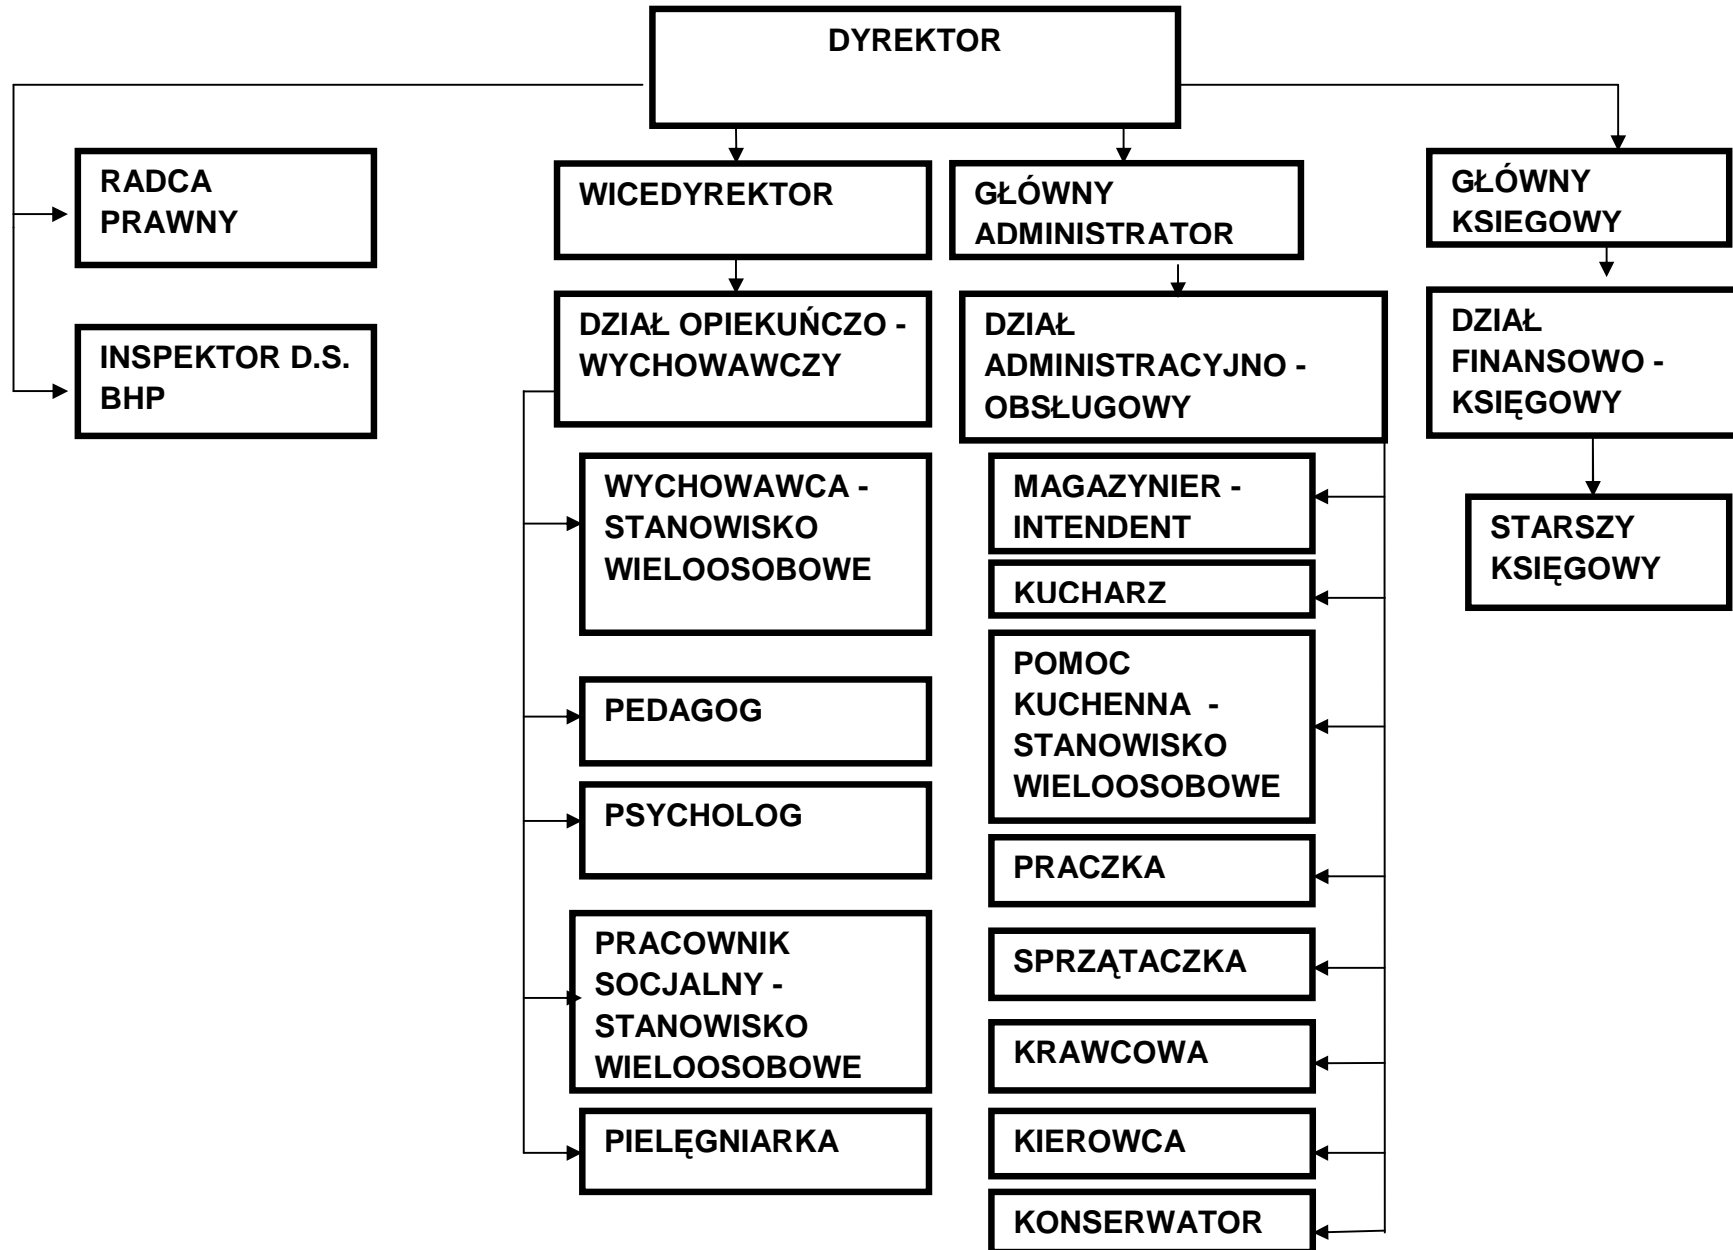 DYREKTOR
RADCA
PRAWNY
WICEDYREKTOR
GŁÓWNY
ADMINISTRATOR
GŁÓWNY
KSIEGOWY
INSPEKTOR D.S.
BHP
DZIAŁ OPIEKUŃCZO -
WYCHOWAWCZY
DZIAŁ
ADMINISTRACYJNO -
OBSŁUGOWY
DZIAŁ
FINANSOWO -
KSIĘGOWY
WYCHOWAWCA -
STANOWISKO
WIELOOSOBOWE
PEDAGOG
PSYCHOLOG
PRACOWNIK
SOCJALNY -
STANOWISKO
WIELOOSOBOWE
PIELĘGNIARKA
MAGAZYNIER -
INTENDENT
KUCHARZ
POMOC
KUCHENNA -
STANOWISKO
WIELOOSOBOWE
PRACZKA
SPRZĄTACZKA
KRAWCOWA
KIEROWCA
KONSERWATOR
STARSZY
KSIĘGOWY